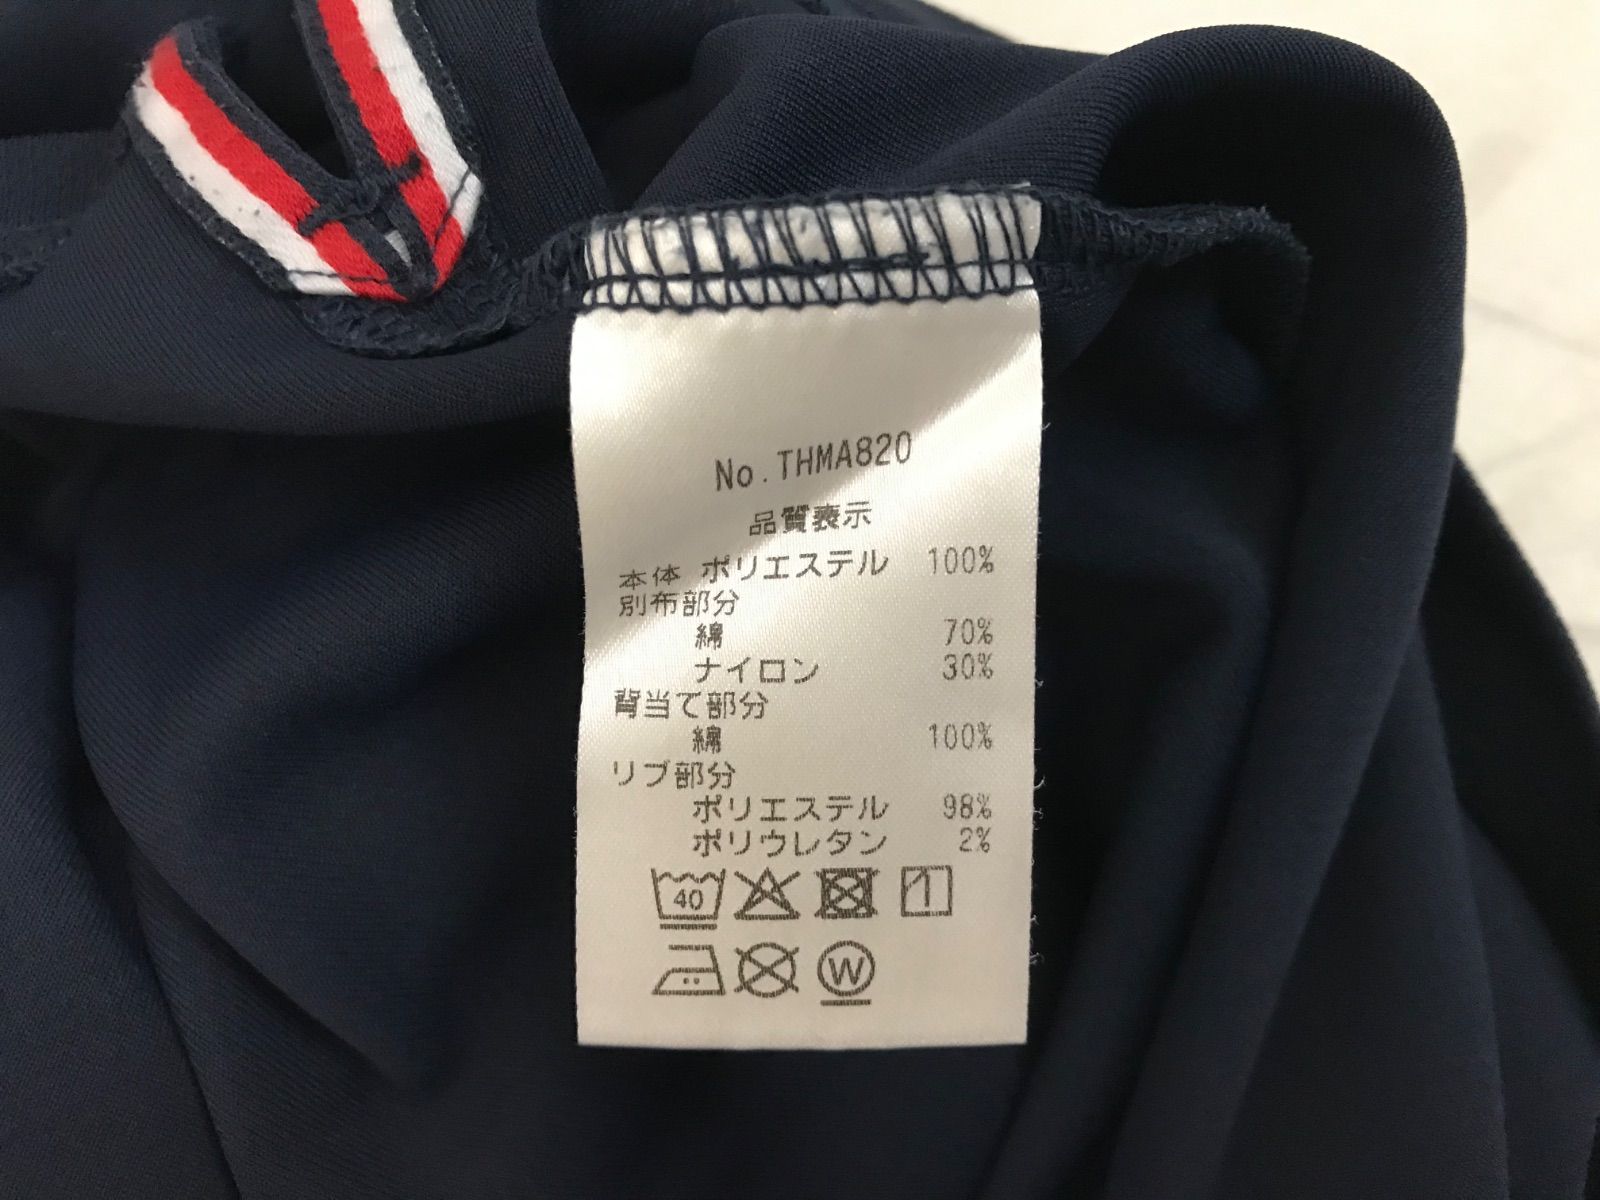 No.THMA820
品質表示
本体 ポリエステル 100%
別布部分
綿 70%
ナイロン 30%
背当て部分
綿 100%
リブ部分
ポリエステル 98%
ポリウレタン 2%
40
W